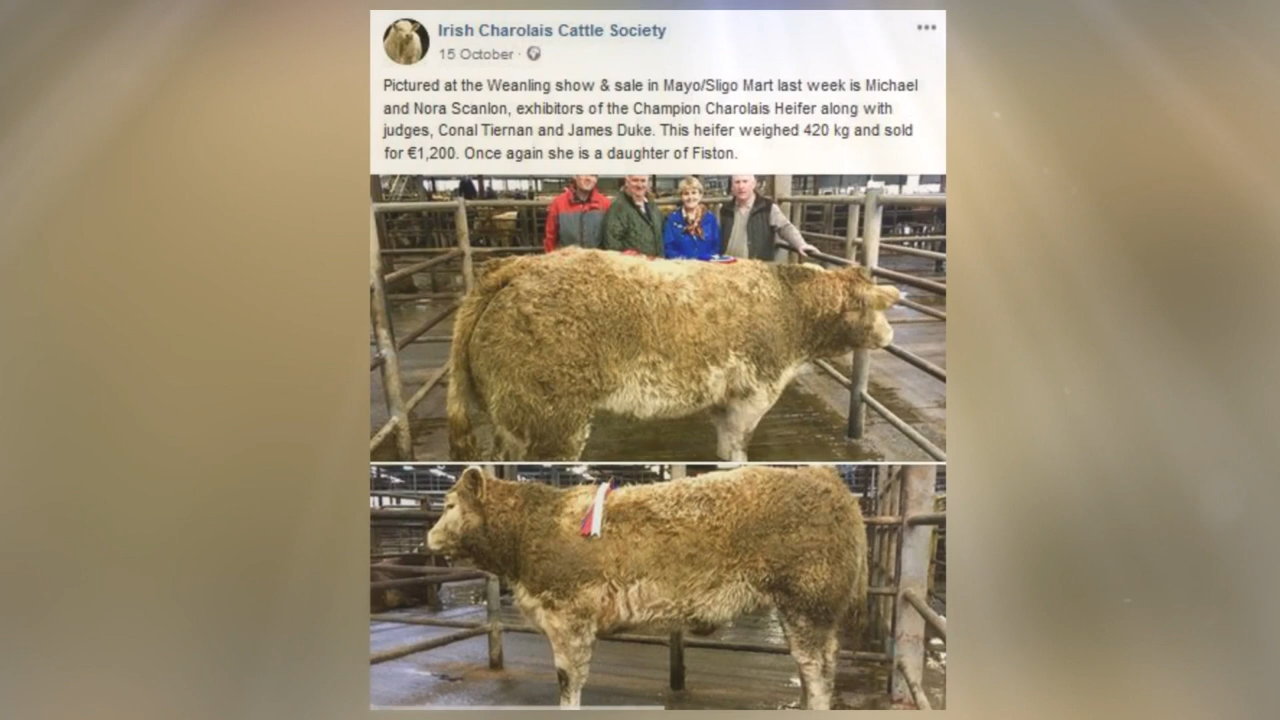 Irish Charolais Cattle Society
15 October ·
Pictured at the Weanling show & sale in Mayo/Sligo Mart last week is Michael
and Nora Scanlon, exhibitors of the Champion Charolais Heifer along with
judges, Conal Tiernan and James Duke. This heifer weighed 420 kg and sold
for €1,200. Once again she is a daughter of Fiston.